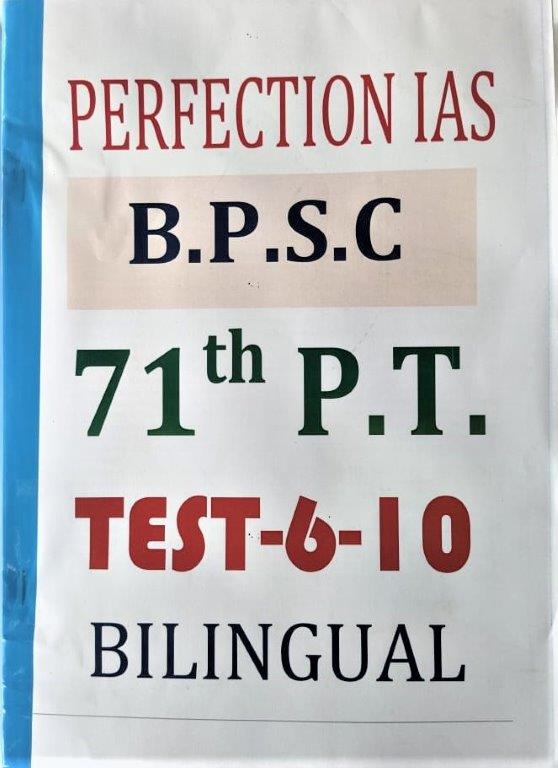 PERFECTION IAS
B.P.S.C
71th P.T.
TEST-6-10
BILINGUAL